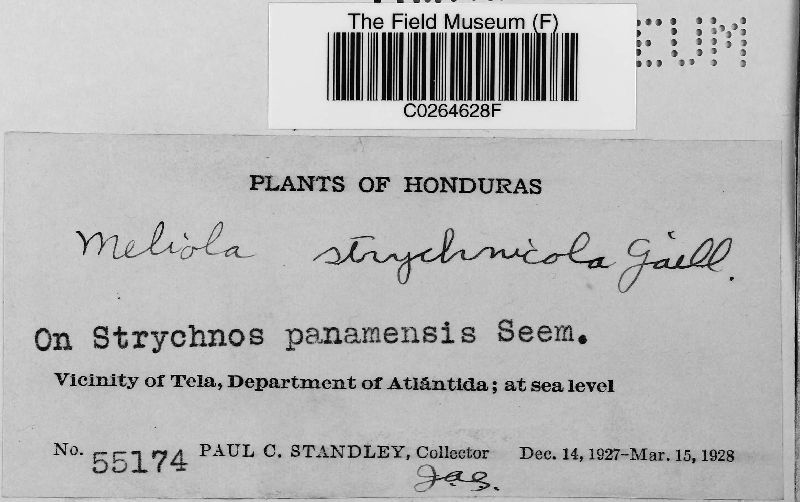 The Field Museum (F)
EUM
C0264628F
PLANTS OF HONDURAS
Meliola strychnicola Gaill.
On Strychnos panamensis Seem.
Vicinity of Tela, Department of Atlántida; at sea level
No. 55174 PAUL C. STANDLEY, Collector Dec. 14, 1927–Mar. 15, 1928